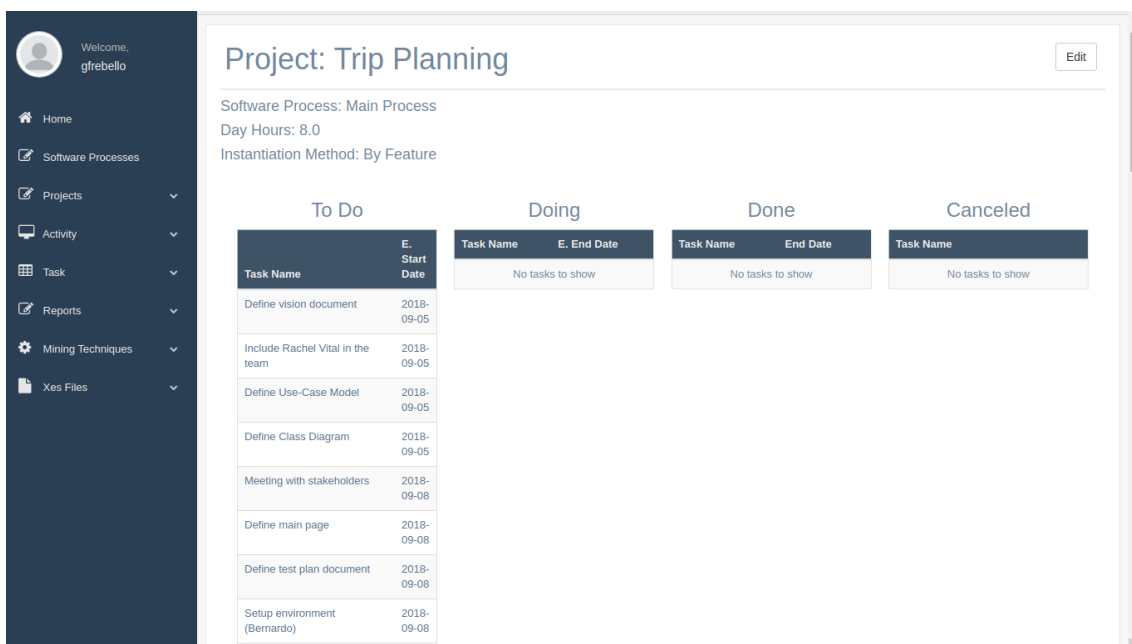 Welcome,
gfrebello
Home
Software Processes
Projects
Activity
Task
Reports
Mining Techniques
Xes Files
Project: Trip Planning
Edit
Software Process: Main Process
Day Hours: 8.0
Instantiation Method: By Feature
To Do
Task Name
E.
Start
Date
Define vision document
2018-
09-05
Include Rachel Vital in the
team
2018-
09-05
Define Use-Case Model
2018-
09-05
Define Class Diagram
2018-
09-05
Meeting with stakeholders
2018-
09-08
Define main page
2018-
09-08
Define test plan document
2018-
09-08
Setup environment
(Bernardo)
2018-
09-08
Doing
Task Name E. End Date
No tasks to show
Done
Task Name End Date
No tasks to show
Canceled
Task Name
No tasks to show